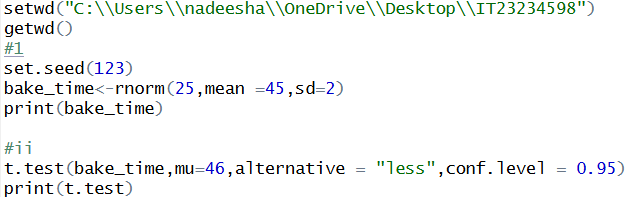 setwd("C:\\Users\\nadeesha\\OneDrive\\Desktop\\IT23234598")
getwd()
#1
set.seed(123)
bake_time<-rnorm(25,mean =45,sd=2)
print(bake_time)
#ii
t.test(bake_time,mu=46,alternative = "less",conf.level = 0.95)
print(t.test)